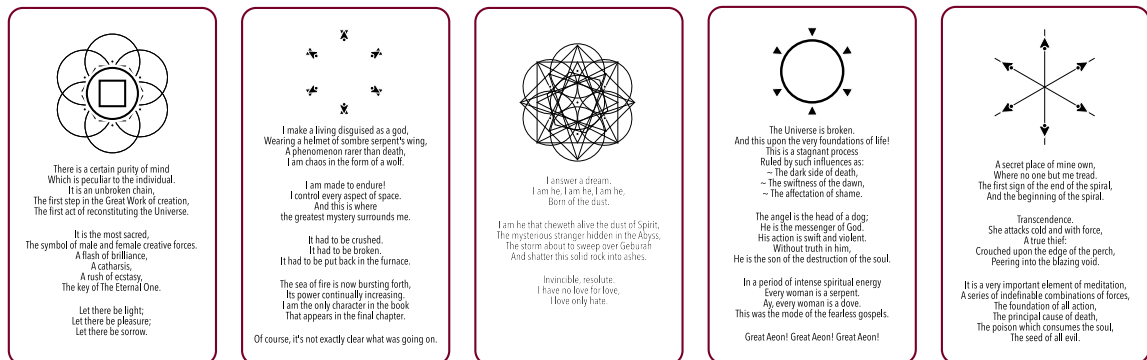 There is a certain purity of mind
Which is peculiar to the individual.
It is an unbroken chain,
The first step in the Great Work of creation,
The first act of reconstituting the Universe.
It is the most sacred,
The symbol of male and female creative forces.
A flash of brilliance,
A catharsis,
A rush of ecstasy,
The key of The Eternal One.
Let there be light;
Let there be pleasure;
Let there be sorrow.
I make a living disguised as a god,
Wearing a helmet of sombre serpent's wing,
A phenomenon rarer than death,
I am chaos in the form of a wolf.
I am made to endure!
I control every aspect of space.
And this is where
the greatest mystery surrounds me.
It had to be crushed.
It had to be broken.
It had to be put back in the furnace.
The sea of fire is now bursting forth,
Its power continually increasing.
I am the only character in the book
That appears in the final chapter.
Of course, it's not exactly clear what was going on.
I answer a dream.
I am he, I am he, I am he,
Born of the dust.
I am he that cheweth alive the dust of Spirit,
The mysterious stranger hidden in the Abyss,
The storm about to sweep over Geburah
And shatter this solid rock into ashes.
Invincible, resolute.
I have no love for love,
I love only hate.
The Universe is broken.
And this upon the very foundations of life!
This is a stagnant process
Ruled by such influences as:
~ The dark side of death,
~ The swiftness of the dawn,
~ The affectation of shame.
The angel is the head of a dog;
He is the messenger of God.
His action is swift and violent.
Without truth in him,
He is the son of the destruction of the soul.
In a period of intense spiritual energy
Every woman is a serpent.
Ay, every woman is a dove.
This was the mode of the fearless gospels.
Great Aeon! Great Aeon! Great Aeon!
A secret place of mine own,
Where no one but me tread.
The first sign of the end of the spiral,
And the beginning of the spiral.
Transcendence.
She attacks cold and with force,
A true thief:
Crouched upon the edge of the perch,
Peering into the blazing void.
It is a very important element of meditation,
A series of indefinable combinations of forces,
The foundation of all action,
The principal cause of death,
The poison which consumes the soul,
The seed of all evil.